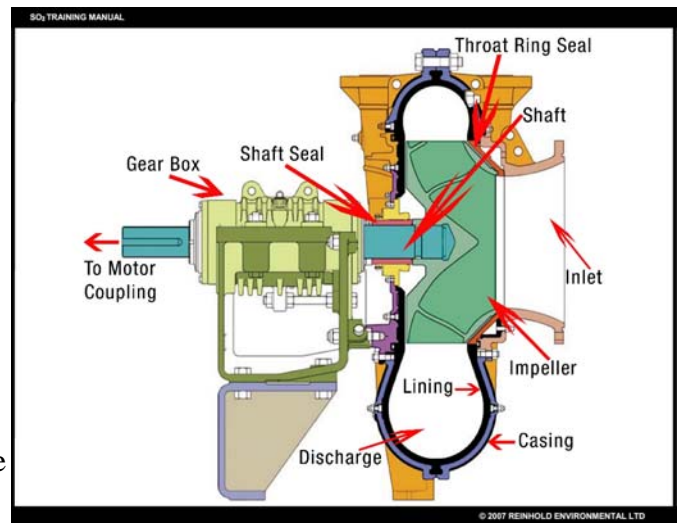 SO₂ TRAINING MANUAL
Throat Ring Seal
Shaft
Shaft Seal
Gear Box
To Motor
Coupling
Inlet
Impeller
Lining
Discharge
Casing
e
© 2007 REINHOLD ENVIRONMENTAL LTD